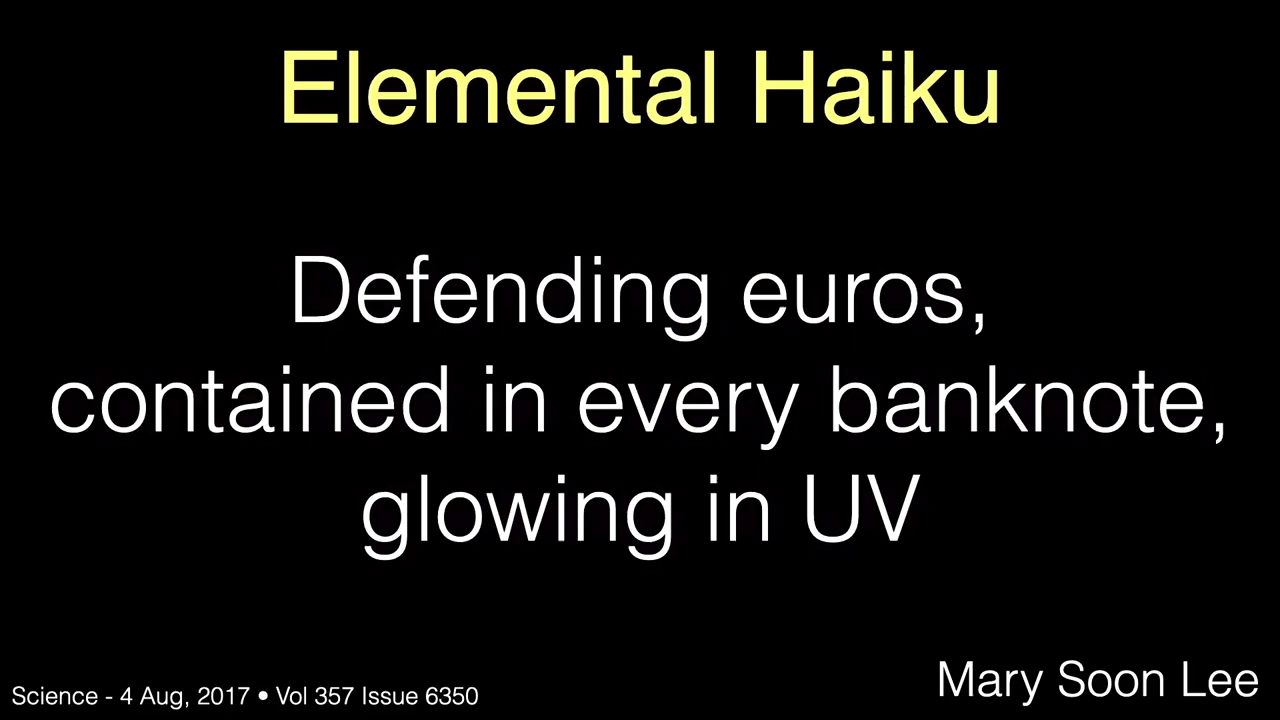 Elemental Haiku
Defending euros,
contained in every banknote,
glowing in UV
Mary Soon Lee
Science - 4 Aug, 2017 • Vol 357 Issue 6350